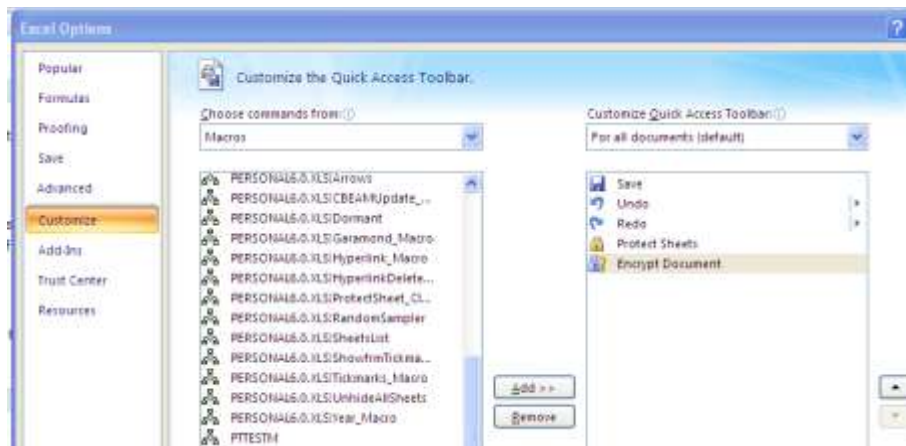 Excel Options
?
Popular
Formulas
Proofing
Save
Advanced
Customize
Add-Ins
Trust Center
Resources
Customize the Quick Access Toolbar.
Choose commands from:
Macros
PERSONAL6.0.XLS!Arrows
PERSONAL6.0.XLS!CBEAMUpdate_...
PERSONAL6.0.XLS!Dormant
PERSONAL6.0.XLS!Garamond_Macro
PERSONAL6.0.XLS!Hyperlink_Macro
PERSONAL6.0.XLS!HyperlinkDelete...
PERSONAL6.0.XLS!ProtectSheet_Cl...
PERSONAL6.0.XLS!RandomSampler
PERSONAL6.0.XLS!SheetsList
PERSONAL6.0.XLS!ShowfrmTickma...
PERSONAL6.0.XLS!Tickmarks_Macro
PERSONAL6.0.XLS!UnhideAllSheets
PERSONAL6.0.XLS!Year_Macro
PTTESTM
Add >>
Remove
Customize Quick Access Toolbar:
For all documents (default)
Save
Undo
Redo
Protect Sheets
Encrypt Document